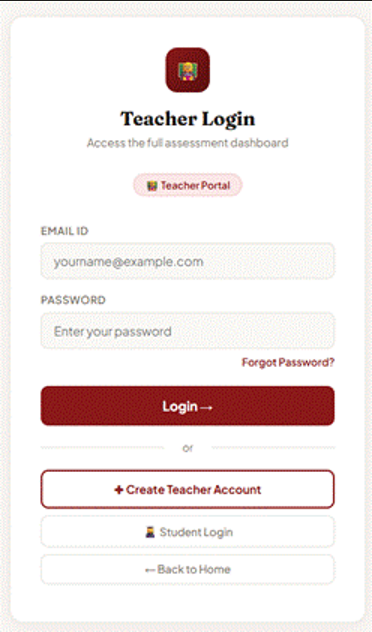 Teacher Login
Access the full assessment dashboard
Teacher Portal
EMAIL ID
yourname@example.com
PASSWORD
Enter your password
Forgot Password?
Login →
or
+ Create Teacher Account
Student Login
← Back to Home